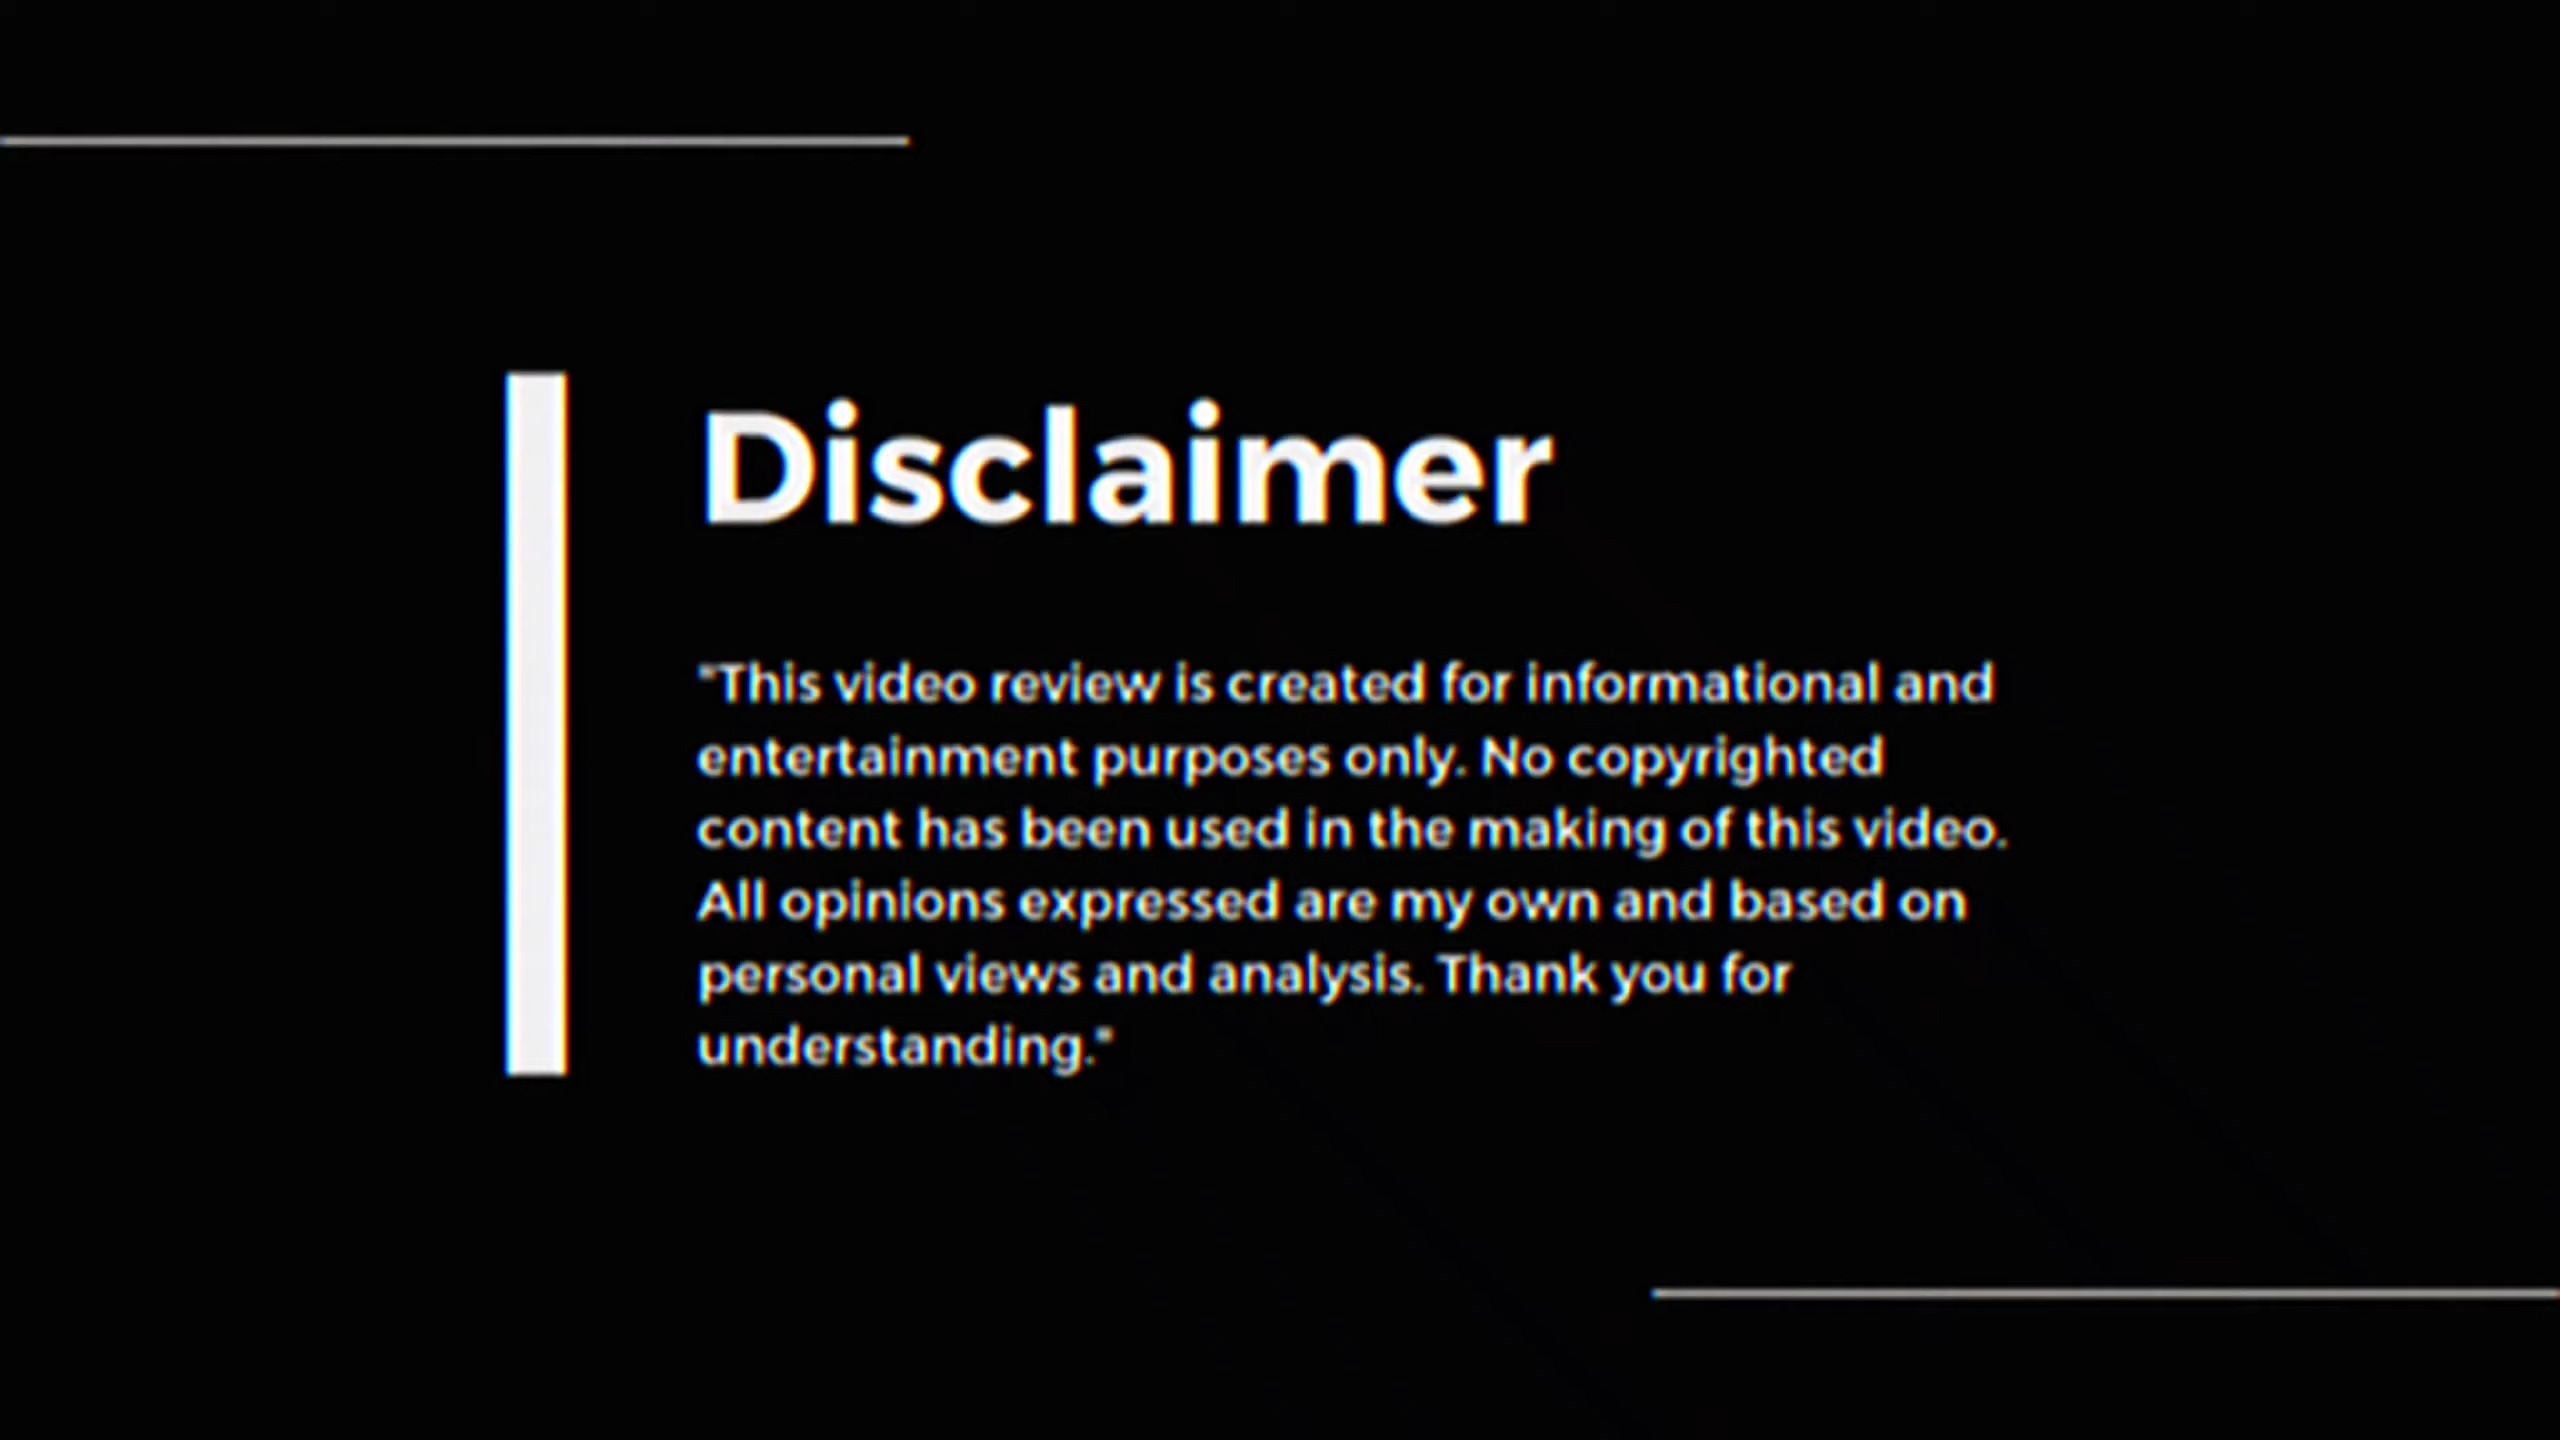 Disclaimer
"This video review is created for informational and
entertainment purposes only. No copyrighted
content has been used in the making of this video.
All opinions expressed are my own and based on
personal views and analysis. Thank you for
understanding."